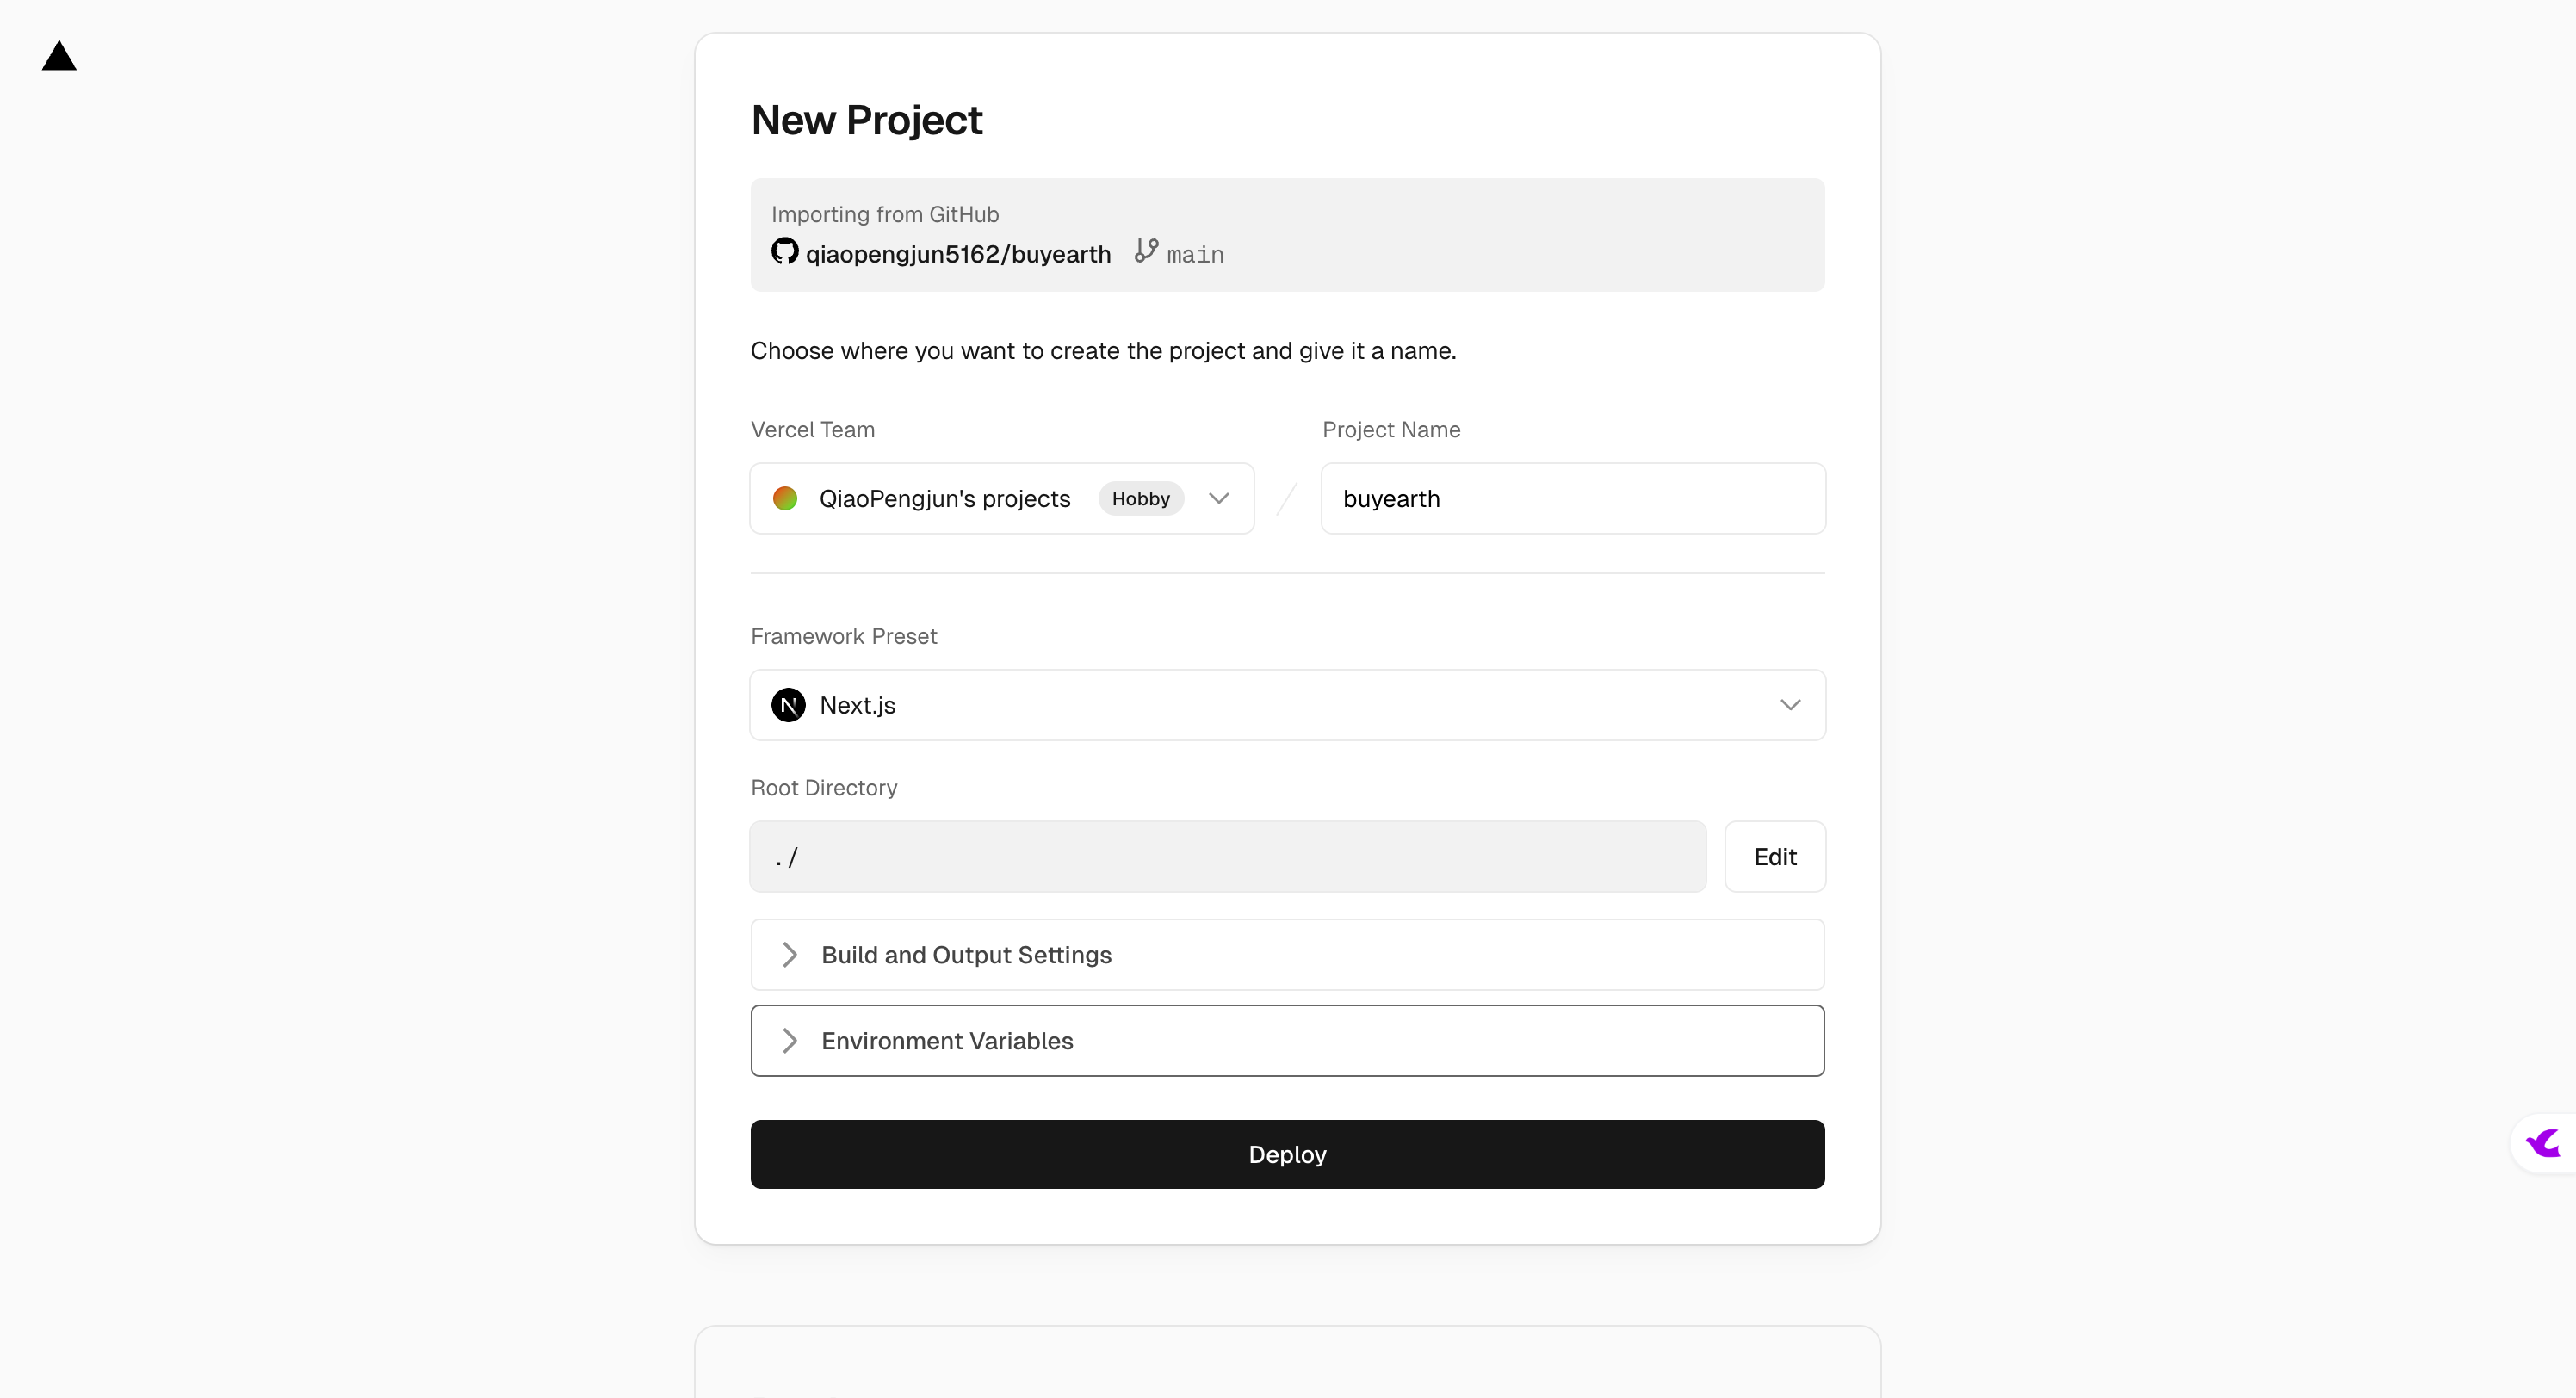 New Project
Importing from GitHub
qiaopengjun5162/buyearth main
Choose where you want to create the project and give it a name.
Vercel Team
Project Name
QiaoPengjun's projects Hobby
/
buyearth
Framework Preset
N Next.js
Root Directory
./
Edit
Build and Output Settings
Environment Variables
Deploy